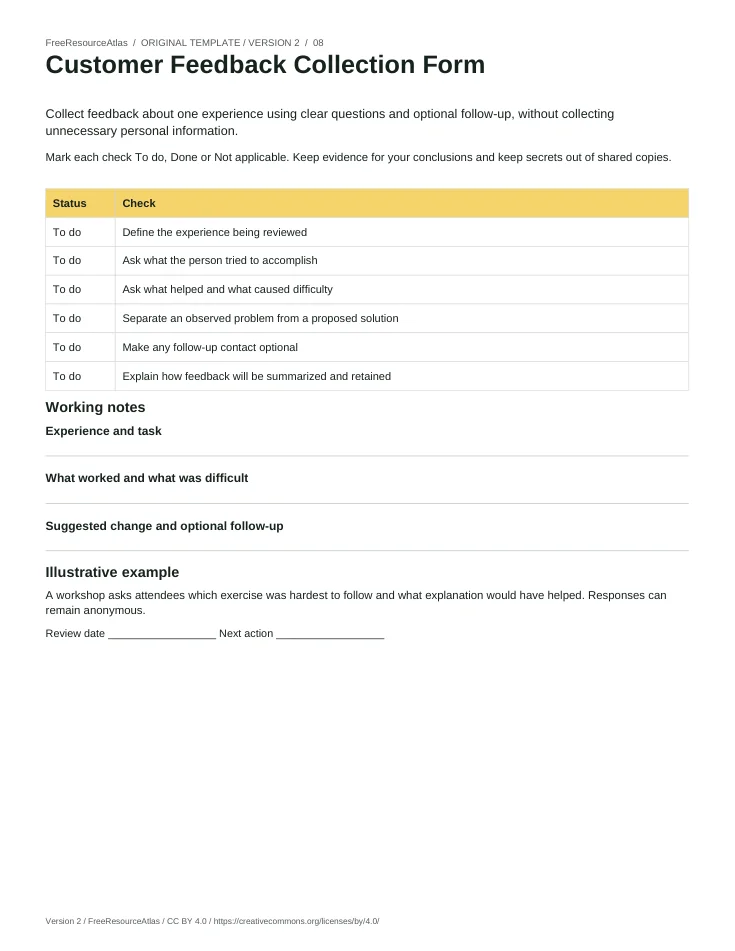 FreeResourceAtlas / ORIGINAL TEMPLATE / VERSION 2 / 08
Customer Feedback Collection Form
Collect feedback about one experience using clear questions and optional follow-up, without collecting
unnecessary personal information.
Mark each check To do, Done or Not applicable. Keep evidence for your conclusions and keep secrets out of shared copies.
Status Check
To do Define the experience being reviewed
To do Ask what the person tried to accomplish
To do Ask what helped and what caused difficulty
To do Separate an observed problem from a proposed solution
To do Make any follow-up contact optional
To do Explain how feedback will be summarized and retained
Working notes
Experience and task
What worked and what was difficult
Suggested change and optional follow-up
Illustrative example
A workshop asks attendees which exercise was hardest to follow and what explanation would have helped. Responses can
remain anonymous.
Review date __________________ Next action __________________
Version 2 / FreeResourceAtlas / CC BY 4.0 / https://creativecommons.org/licenses/by/4.0/